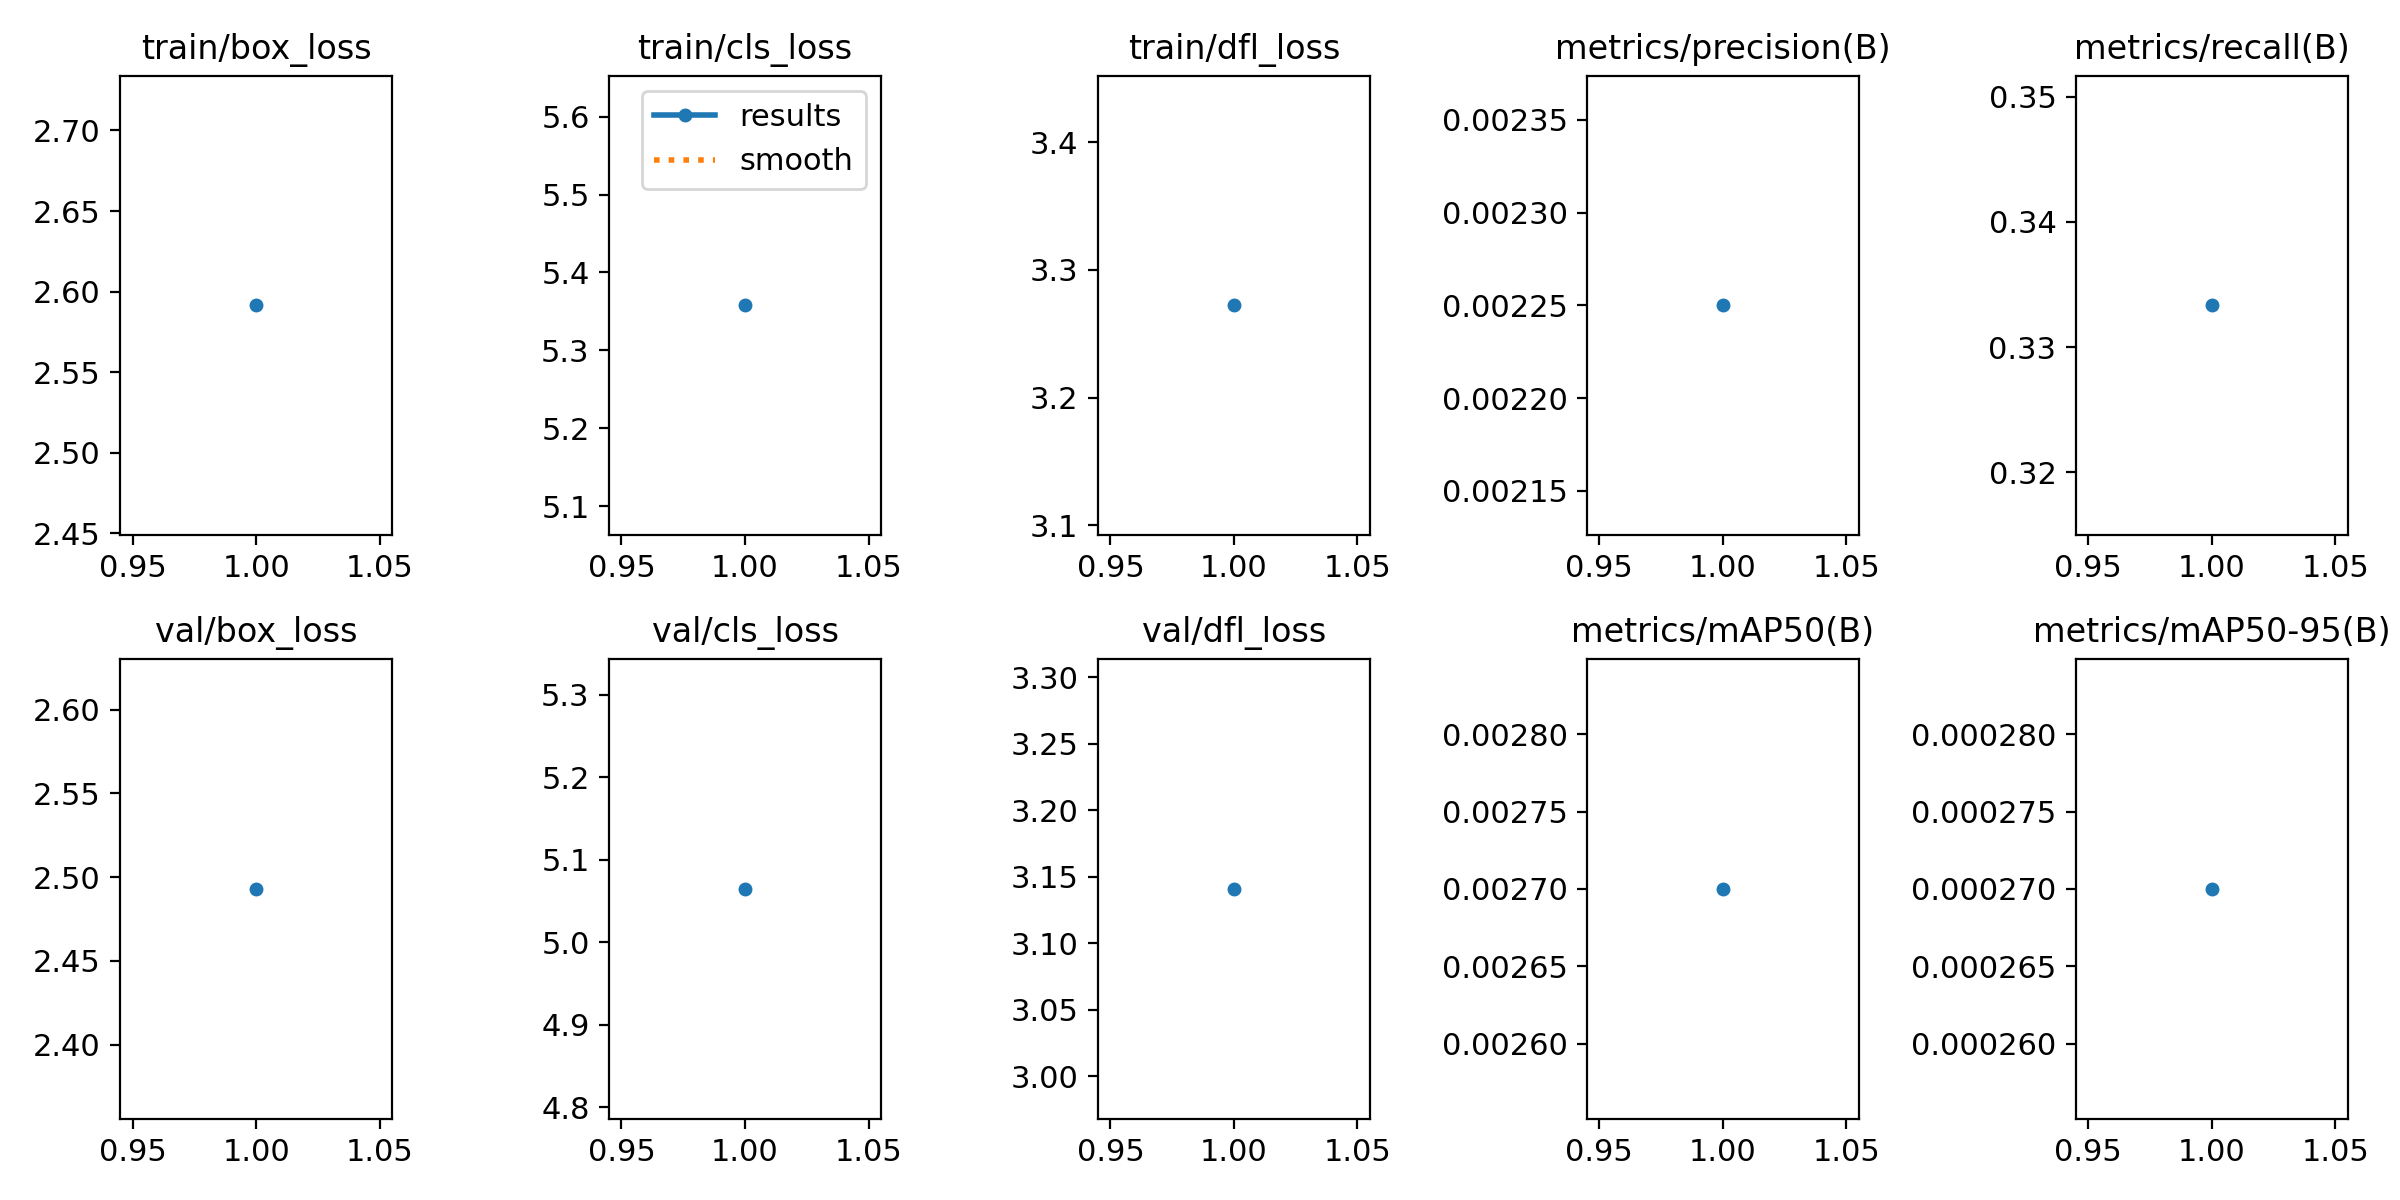 train/box_loss
2.70
2.65
2.60
2.55
2.50
2.45
0.95 1.00 1.05
train/cls_loss
results
smooth
5.6
5.5
5.4
5.3
5.2
5.1
0.95 1.00 1.05
train/dfl_loss
3.4
3.3
3.2
3.1
0.95 1.00 1.05
metrics/precision(B)
0.00235
0.00230
0.00225
0.00220
0.00215
0.95 1.00 1.05
metrics/recall(B)
0.35
0.34
0.33
0.32
0.95 1.00 1.05
val/box_loss
2.60
2.55
2.50
2.45
2.40
0.95 1.00 1.05
val/cls_loss
5.3
5.2
5.1
5.0
4.9
4.8
0.95 1.00 1.05
val/dfl_loss
3.30
3.25
3.20
3.15
3.10
3.05
3.00
0.95 1.00 1.05
metrics/mAP50(B)
0.00280
0.00275
0.00270
0.00265
0.00260
0.95 1.00 1.05
metrics/mAP50-95(B)
0.000280
0.000275
0.000270
0.000265
0.000260
0.95 1.00 1.05